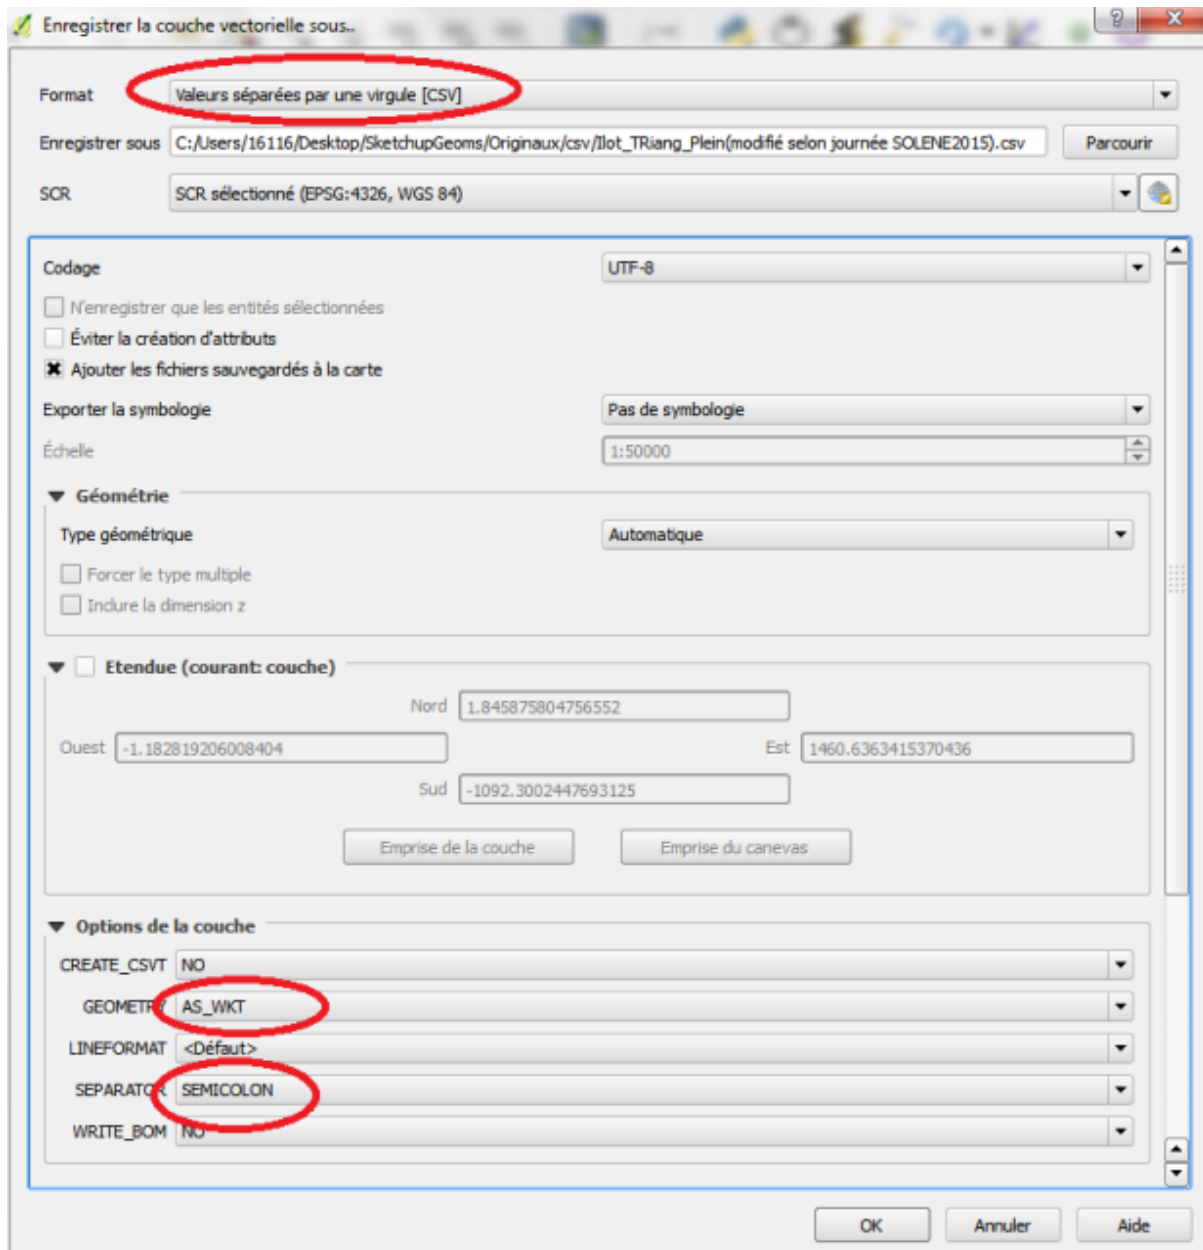 Enregistrer la couche vectorielle sous..
Format Valeurs séparées par une virgule [CSV]
Enregistrer sous C:/Users/16116/Desktop/SketchupGeoms/Originaux/csv/Ilot_TRiang_Plein(modifié selon journée SOLENE2015).csv Parcourir
SCR SCR sélectionné (EPSG:4326, WGS 84)
Codage UTF-8
N'enregistrer que les entités sélectionnées
Éviter la création d'attributs
Ajouter les fichiers sauvegardés à la carte
Exporter la symbologie Pas de symbologie
Échelle 1:50000
Géométrie
Type géométrique Automatique
Forcer le type multiple
Inclure la dimension z
Etendue (courant: couche)
Nord 1.845875804756552
Ouest -1.182819206008404 Est 1460.6363415370436
Sud -1092.3002447693125
Emprise de la couche Emprise du canevas
Options de la couche
CREATE_CSVT NO
GEOMETRY AS_WKT
LINEFORMAT <Défaut>
SEPARATOR SEMICOLON
WRITE_BOM NO
OK Annuler Aide